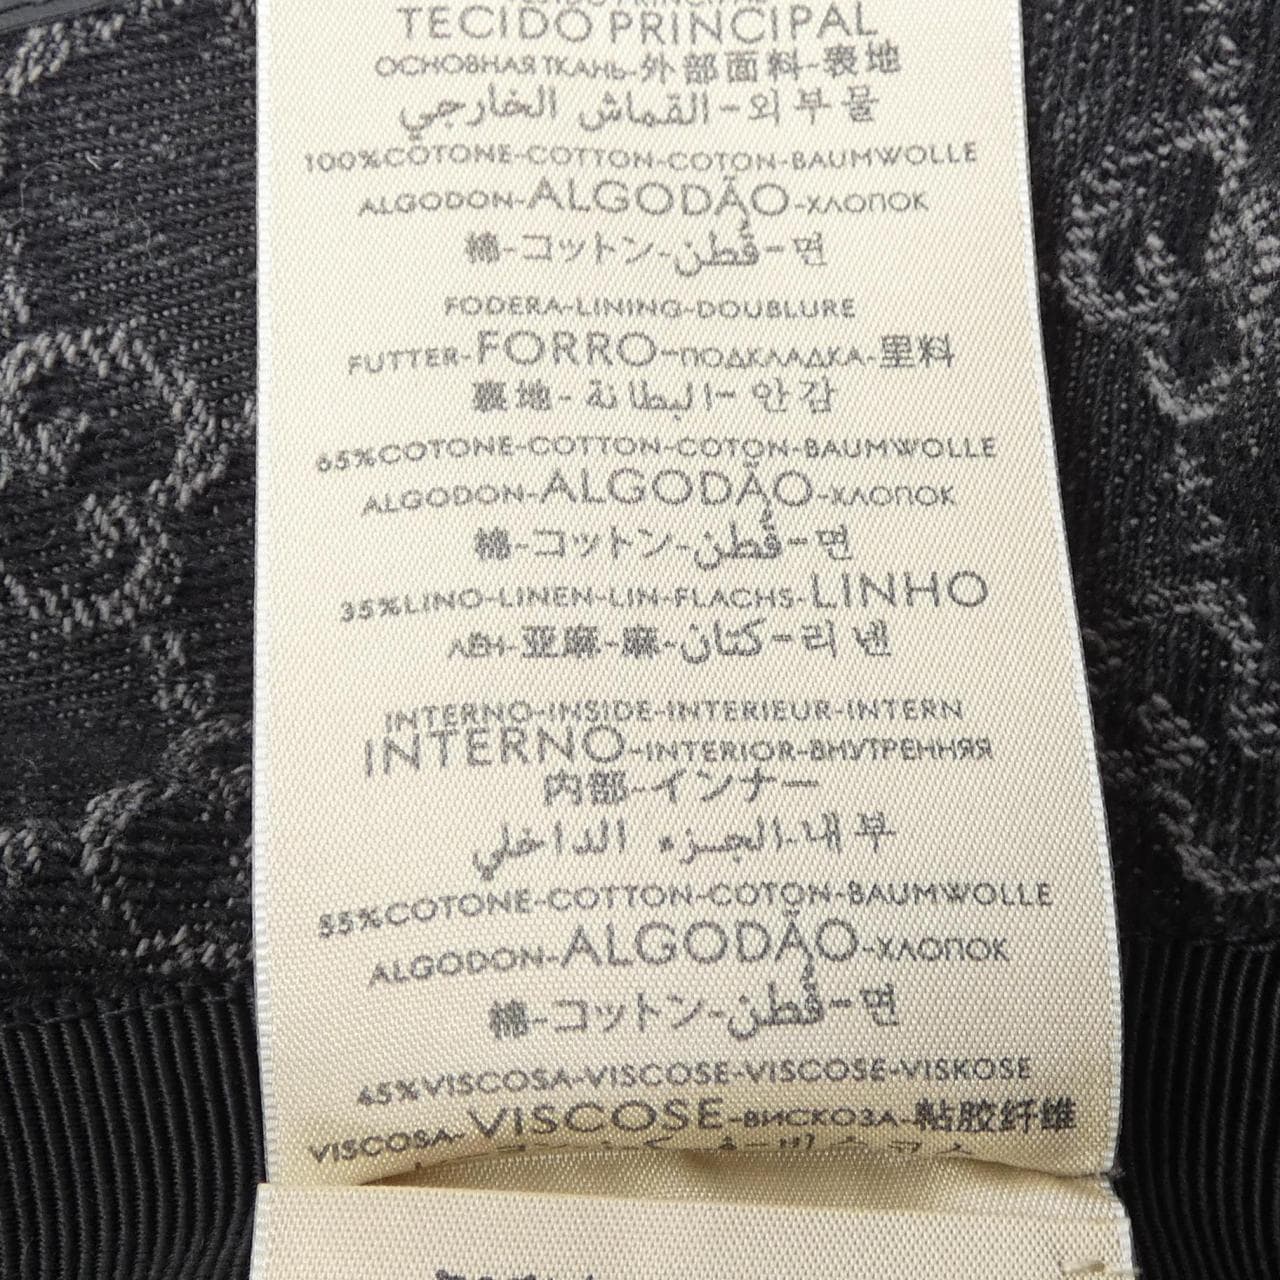 TECIDO PRINCIPAL
ОСНОВНАЯ ТКАНЬ-外部面料-表地
القماش الخارجي-외부물
100%COTONE-COTTON-COTON-BAUMWOLLE
ALGODON-ALGODÃO-ХЛОПОК
棉-コットン-قُطن-면
FODERA-LINING-DOUBLURE
FUTTER-FORRO-ПОДКЛАДКА-里料
裏地-البطانة-안감
65%COTONE-COTTON-COTON-BAUMWOLLE
ALGODON-ALGODÃO-ХЛОПОК
棉-コットン-قُطن-면
35%LINO-LINEN-LIN-FLACHS-LINHO
ЛЕН-亚麻-麻-كتان-리넨
INTERNO-INSIDE-INTERIEUR-INTERN
INTERNO-INTERIOR-ВНУТРЕННЯЯ
内部-インナー
الجزء الداخلي-내부
55%COTONE-COTTON-COTON-BAUMWOLLE
ALGODON-ALGODÃO-ХЛОПОК
棉-コットン-قُطن-면
45%VISCOSA-VISCOSE-VISCOSE-VISKOSE
VISCOSA-VISCOSE-ВИСКОЗА-粘胶纤维